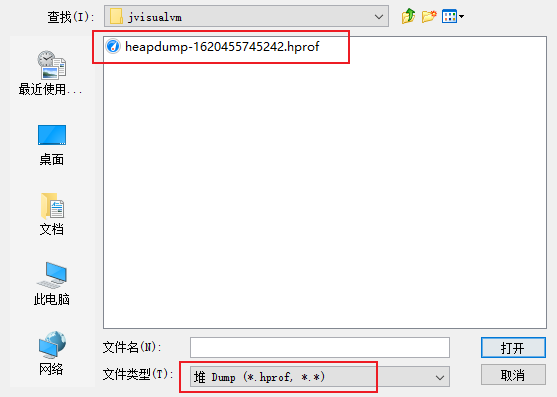 查找(I):
jvisualvm
heapdump-1620455745242.hprof
最近使用...
桌面
文档
此电脑
网络
文件名(N):
打开
文件类型(T):
堆 Dump (*.hprof, *.*)
取消